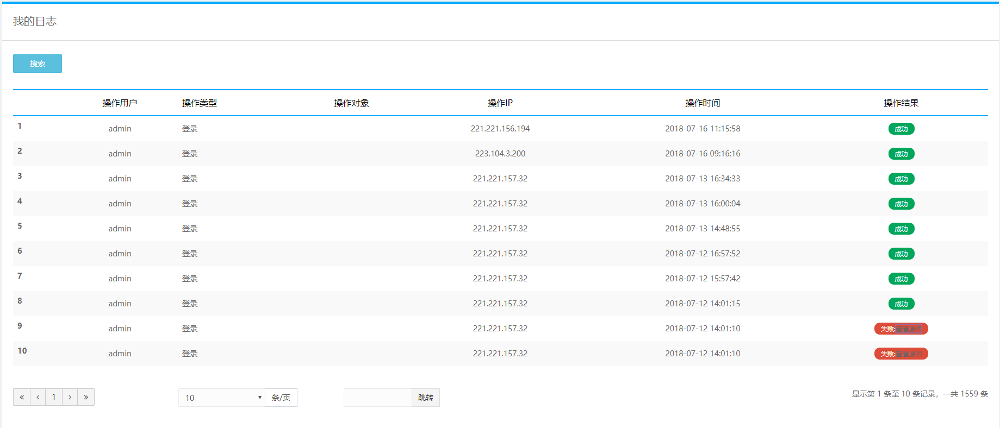 我的日志
搜索
操作用户 操作类型 操作对象 操作IP 操作时间 操作结果
1 admin 登录 221.221.156.194 2018-07-16 11:15:58 成功
2 admin 登录 223.104.3.200 2018-07-16 09:16:16 成功
3 admin 登录 221.221.157.32 2018-07-13 16:34:33 成功
4 admin 登录 221.221.157.32 2018-07-13 16:00:04 成功
5 admin 登录 221.221.157.32 2018-07-13 14:48:55 成功
6 admin 登录 221.221.157.32 2018-07-12 16:57:52 成功
7 admin 登录 221.221.157.32 2018-07-12 15:57:42 成功
8 admin 登录 221.221.157.32 2018-07-12 14:01:15 成功
9 admin 登录 221.221.157.32 2018-07-12 14:01:10 失败:查看原因
10 admin 登录 221.221.157.32 2018-07-12 14:01:10 失败:查看原因
« ‹ 1 › » 10 条/页 跳转 显示第 1 条至 10 条记录，一共 1559 条